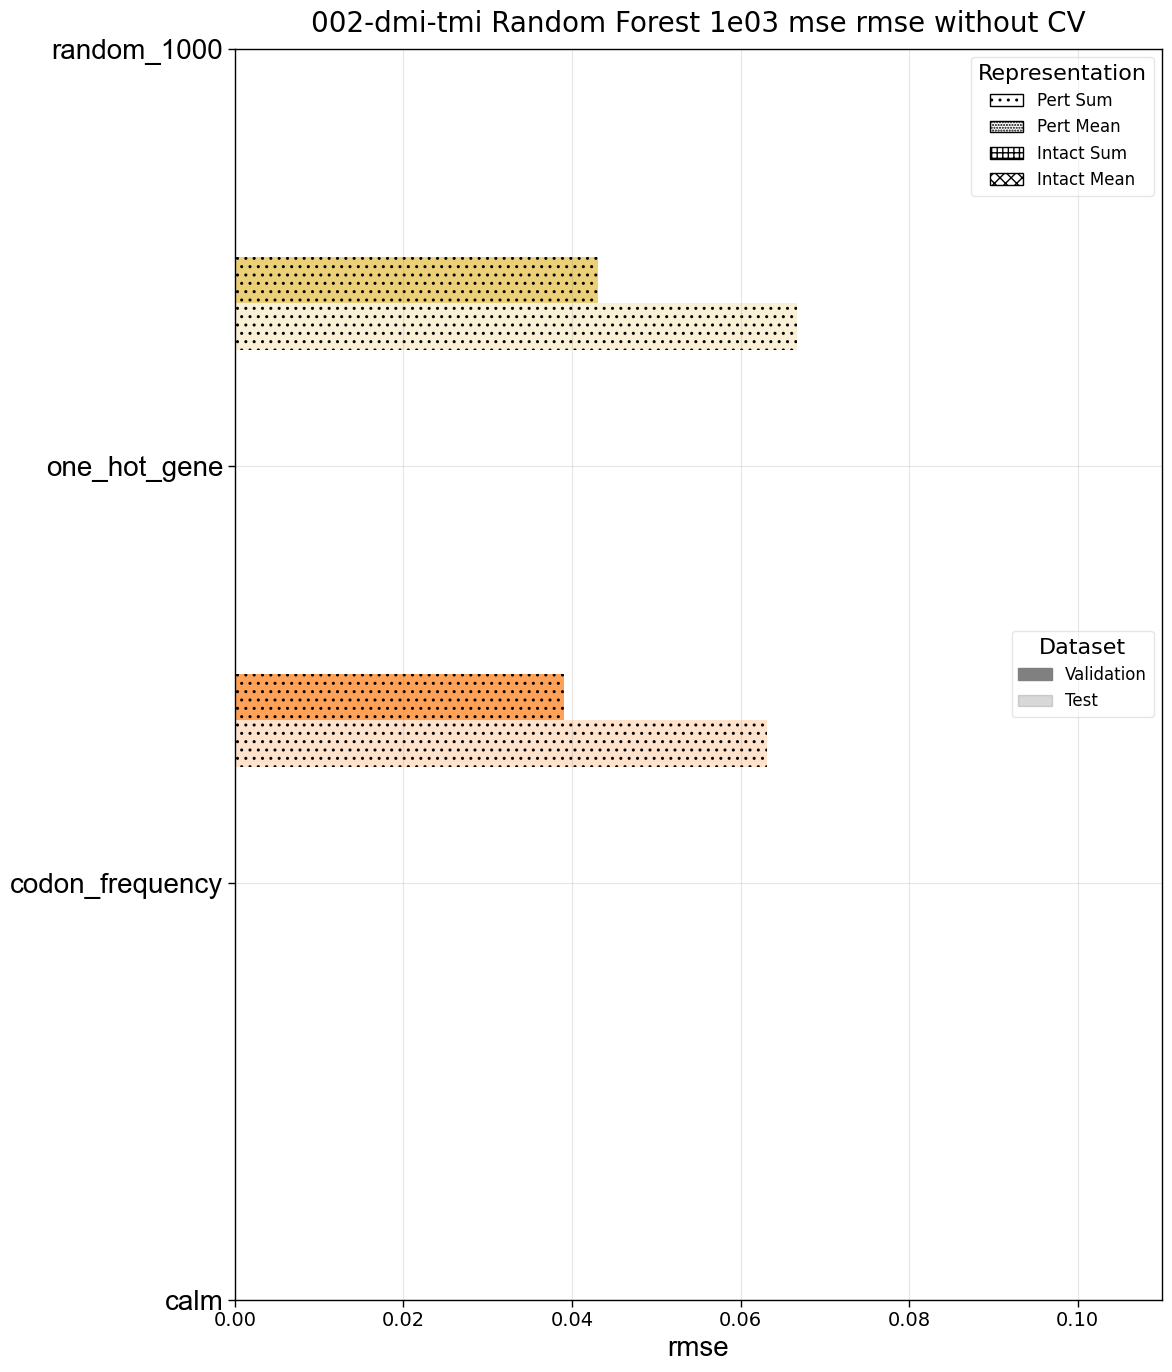 002-dmi-tmi Random Forest 1e03 mse rmse without CV
random_1000
Representation
Pert Sum
Pert Mean
Intact Sum
Intact Mean
one_hot_gene
Dataset
Validation
Test
codon_frequency
calm
0.00 0.02 0.04 0.06 0.08 0.10
rmse